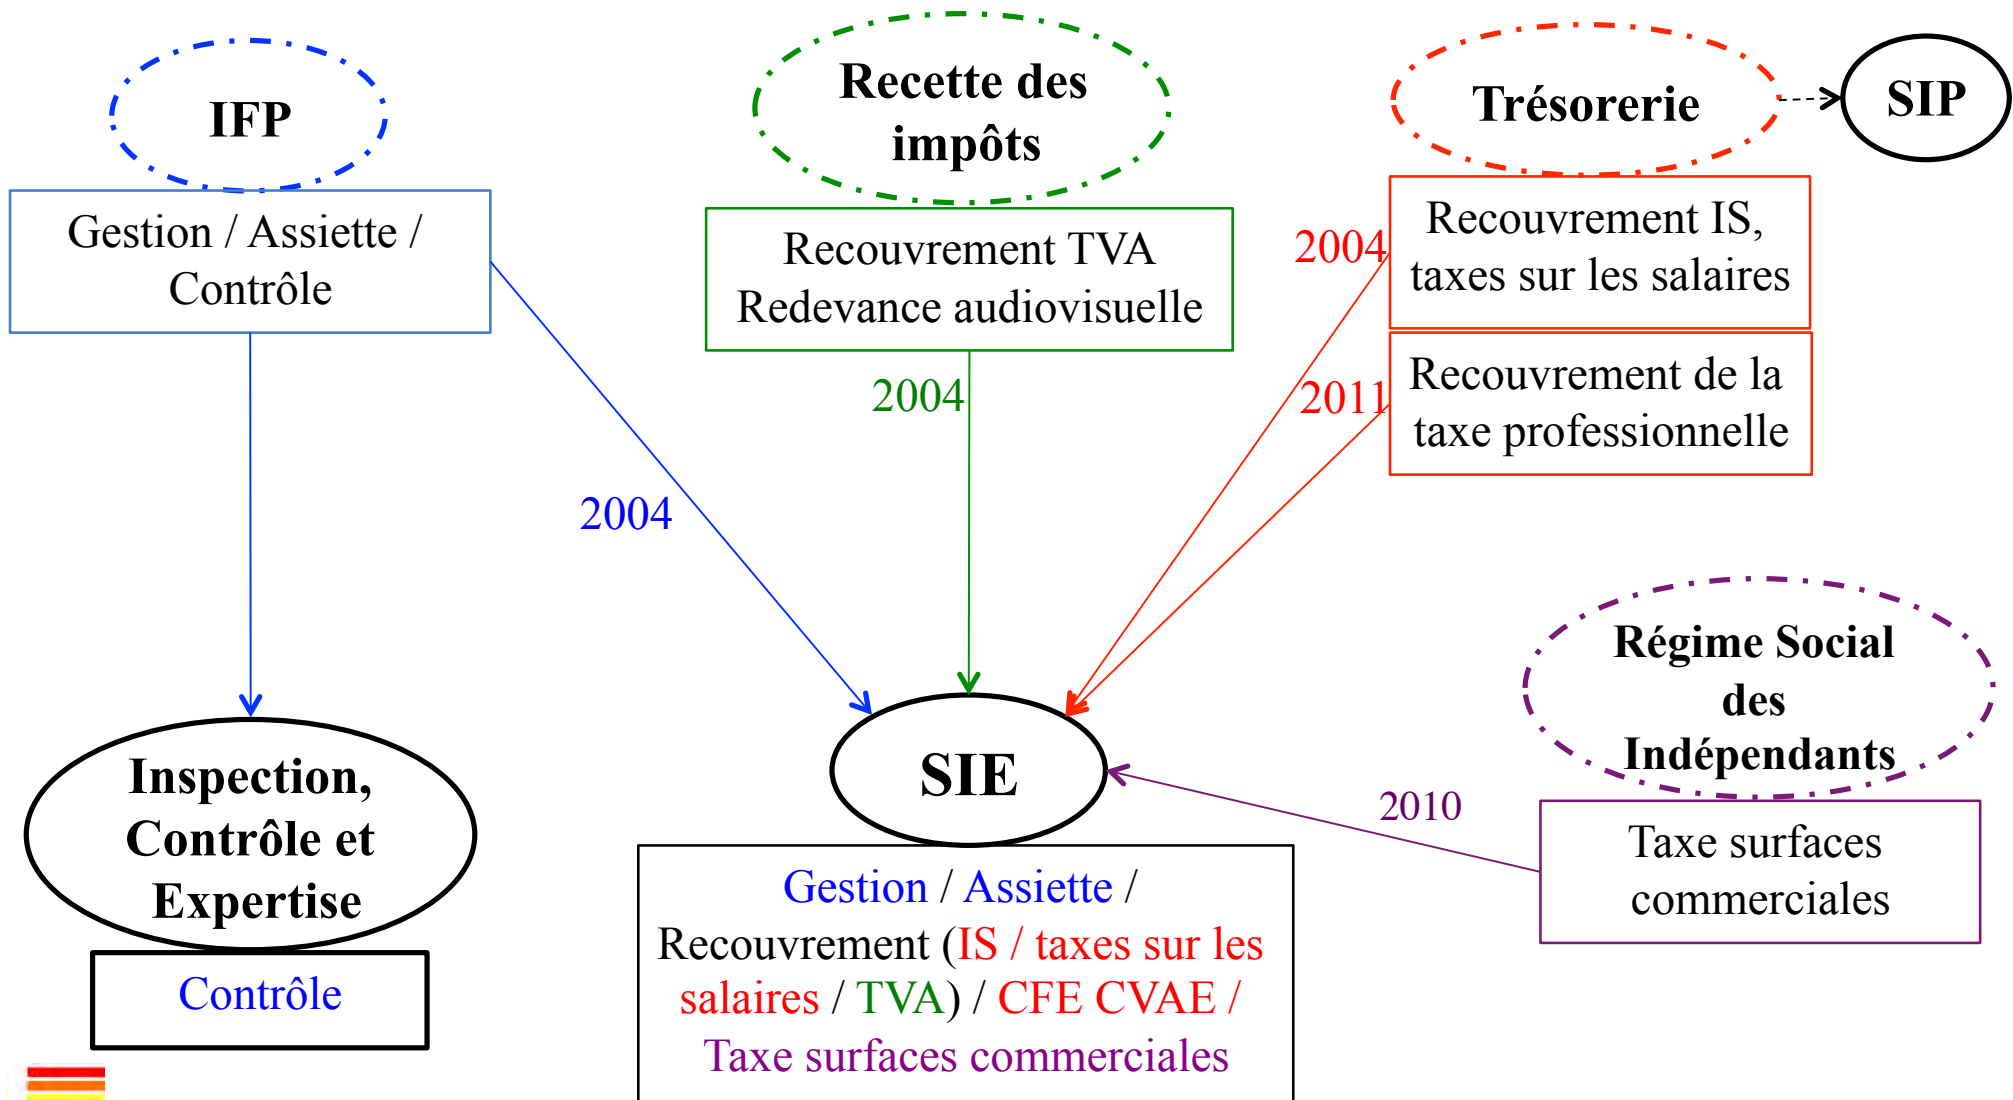 IFP
Gestion / Assiette /
Contrôle
Recette des
impôts
Recouvrement TVA
Redevance audiovisuelle
Trésorerie
SIP
Recouvrement IS,
taxes sur les salaires
Recouvrement de la
taxe professionnelle
2004
2011
2004
2004
Régime Social
des
Indépendants
2010
Taxe surfaces
commerciales
Inspection,
Contrôle et
Expertise
Contrôle
SIE
Gestion / Assiette /
Recouvrement (IS / taxes sur les
salaires / TVA) / CFE CVAE /
Taxe surfaces commerciales